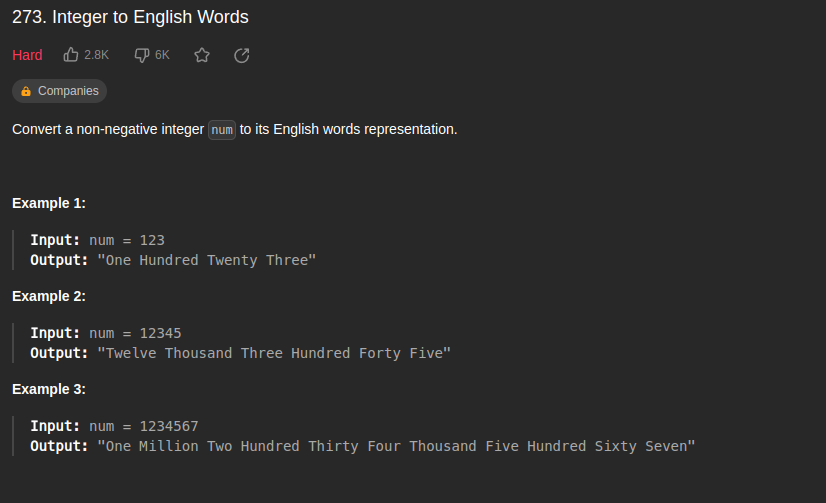 273. Integer to English Words
Hard 2.8K 6K
Companies
Convert a non-negative integer num to its English words representation.
Example 1:
Input: num = 123
Output: "One Hundred Twenty Three"
Example 2:
Input: num = 12345
Output: "Twelve Thousand Three Hundred Forty Five"
Example 3:
Input: num = 1234567
Output: "One Million Two Hundred Thirty Four Thousand Five Hundred Sixty Seven"